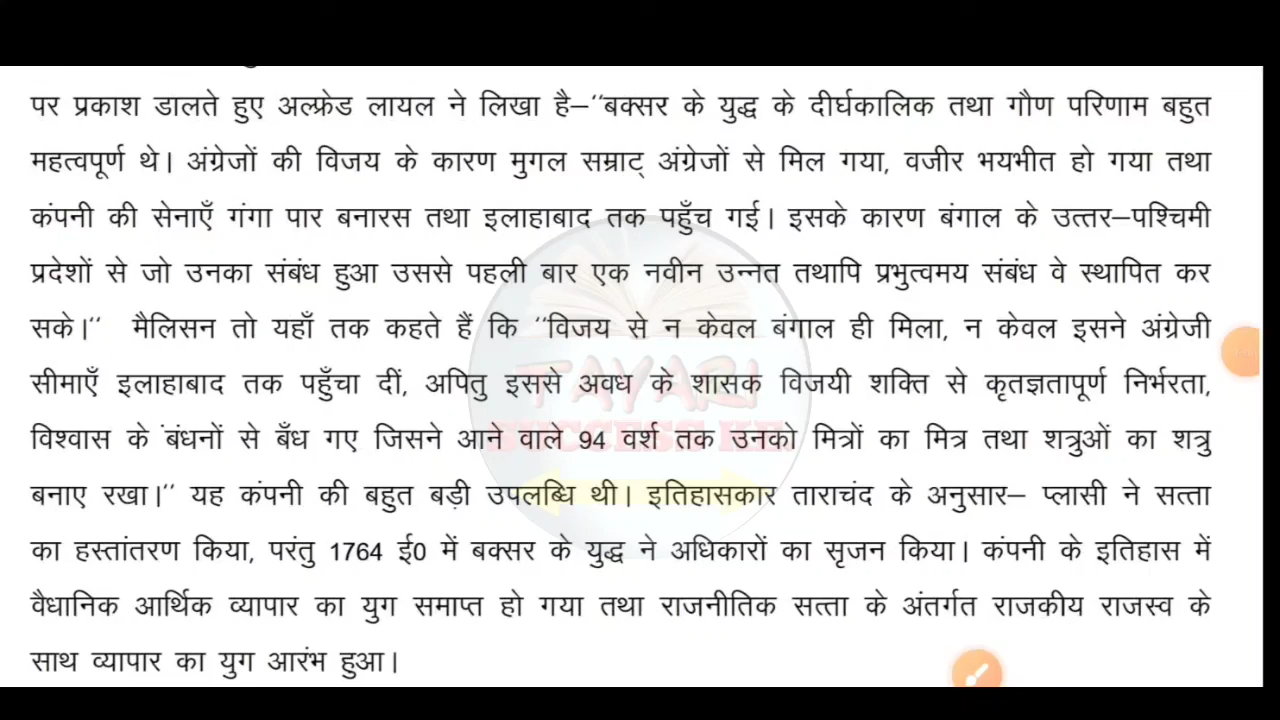 पर प्रकाश डालते हुए अल्फ्रेड लायल ने लिखा है–"बक्सर के युद्ध के दीर्घकालिक तथा गौण परिणाम बहुत
महत्वपूर्ण थे। अंग्रेजों की विजय के कारण मुगल सम्राट् अंग्रेजों से मिल गया, वजीर भयभीत हो गया तथा
कंपनी की सेनाएँ गंगा पार बनारस तथा इलाहाबाद तक पहुँच गई। इसके कारण बंगाल के उत्तर–पश्चिमी
प्रदेशों से जो उनका संबंध हुआ उससे पहली बार एक नवीन उन्नत तथापि प्रभुत्वमय संबंध वे स्थापित कर
सके।" मैलिसन तो यहाँ तक कहते हैं कि "विजय से न केवल बंगाल ही मिला, न केवल इसने अंग्रेजी
सीमाएँ इलाहाबाद तक पहुँचा दीं, अपितु इससे अवध के शासक विजयी शक्ति से कृतज्ञतापूर्ण निर्भरता,
विश्वास के बंधनों से बँध गए जिसने आने वाले 94 वर्श तक उनको मित्रों का मित्र तथा शत्रुओं का शत्रु
बनाए रखा।" यह कंपनी की बहुत बड़ी उपलब्धि थी। इतिहासकार ताराचंद के अनुसार– प्लासी ने सत्ता
का हस्तांतरण किया, परंतु 1764 ई0 में बक्सर के युद्ध ने अधिकारों का सृजन किया। कंपनी के इतिहास में
वैधानिक आर्थिक व्यापार का युग समाप्त हो गया तथा राजनीतिक सत्ता के अंतर्गत राजकीय राजस्व के
साथ व्यापार का युग आरंभ हुआ।
TAYARI
SUCCESS KE